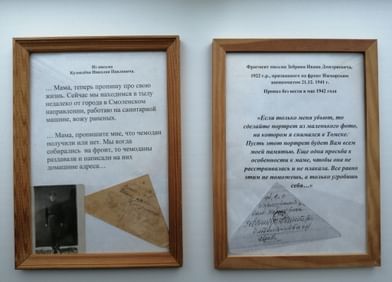 Из письма
Кузнецова Николая Павловича.
… Мама, теперь пропишу про свою
жизнь. Сейчас мы находимся в тылу
недалеко от города в Смоленском
направлении, работаю на санитарной
машине, вожу раненых.
… Мама, пропишите мне, что чемодан
получили или нет. Мы когда
собирались на фронт, то чемоданы
раздавали и написали на них
домашние адреса…
Фрагмент письма Зобнина Ивана Дмитриевича,
1922 г.р., призванного на фронт Ижморским
военкоматом 21.12. 1941 г.
Пропал без вести в мае 1942 года
«Если только меня убьют, то
сделайте портрет из маленького фото,
на котором я снимался в Томске.
Пусть этот портрет будет Вам всем
моей памятью. Еще одна просьба в
особенности к маме, чтобы она не
расстраивалась и не плакала. Все равно
этим не поможешь, а только угробишь
себя…»